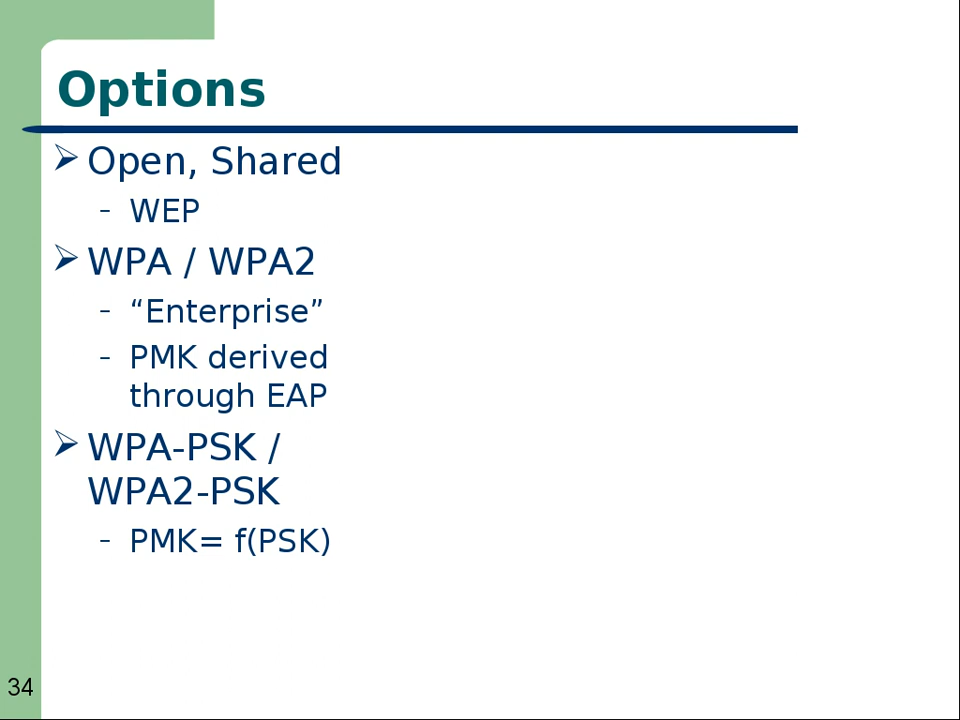 Options
➢ Open, Shared
– WEP
➢ WPA / WPA2
– “Enterprise”
– PMK derived
through EAP
➢ WPA-PSK /
WPA2-PSK
– PMK= f(PSK)
34